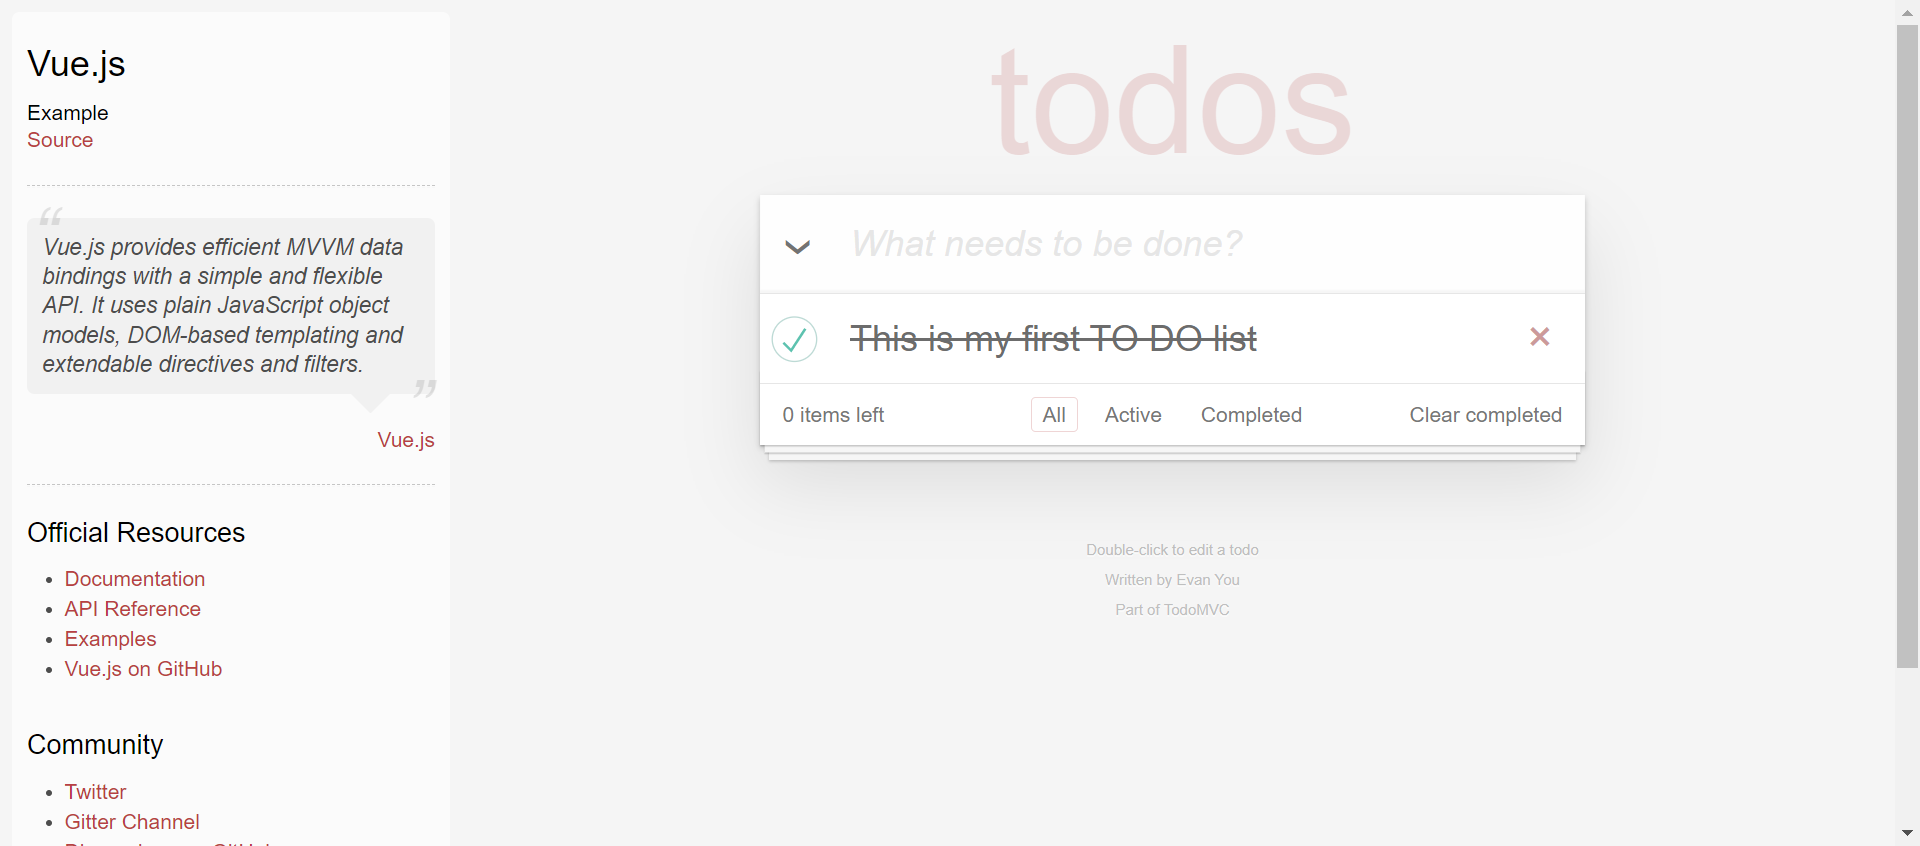 Vue.js
Example
Source
“
Vue.js provides efficient MVVM data
bindings with a simple and flexible
API. It uses plain JavaScript object
models, DOM-based templating and
extendable directives and filters.
”
Vue.js
Official Resources
Documentation
API Reference
Examples
Vue.js on GitHub
Community
Twitter
Gitter Channel
todos
What needs to be done?
This is my first TO DO list
0 items left All Active Completed Clear completed
Double-click to edit a todo
Written by Evan You
Part of TodoMVC